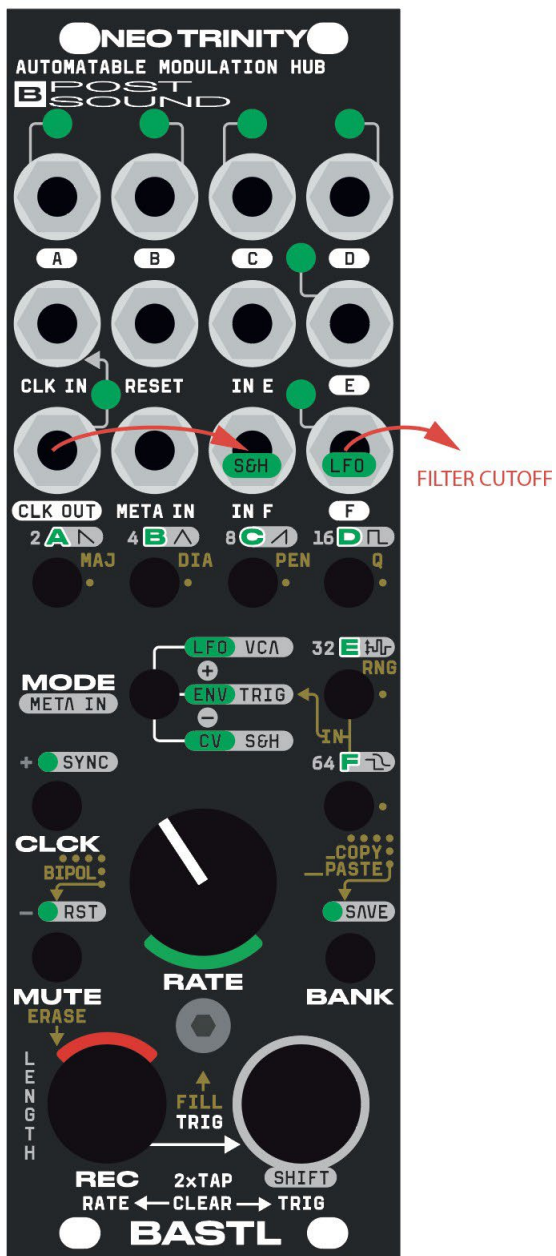 NEO TRINITY
AUTOMATABLE MODULATION HUB
B POST
SOUND
A B C D
CLK IN RESET IN E E
S&H LFO
FILTER CUTOFF
CLK OUT META IN IN F F
2 A 4 B 8 C 16 D
MAJ DIA PEN Q
LFO VCA 32 E
+ RNG
MODE ENV TRIG
META IN − IN
CV S&H 64 F
+ SYNC
CLCK
BIPOL _COPY
__PASTE
− RST SAVE
RATE
MUTE BANK
ERASE
LENGTH
FILL
TRIG
REC 2xTAP SHIFT
RATE CLEAR TRIG
BASTL